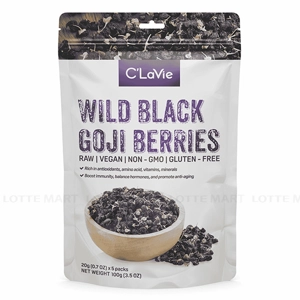 C'LaVie
WILD BLACK
GOJI BERRIES
RAW | VEGAN | NON - GMO | GLUTEN - FREE
• Rich in antioxidants, amino acid, vitamins, minerals
• Boost immunity, balance hormones, and promote anti-aging
LOTTE MART
20g (0.7 OZ) x 5 packs
NET WEIGHT 100g (3.5 OZ)